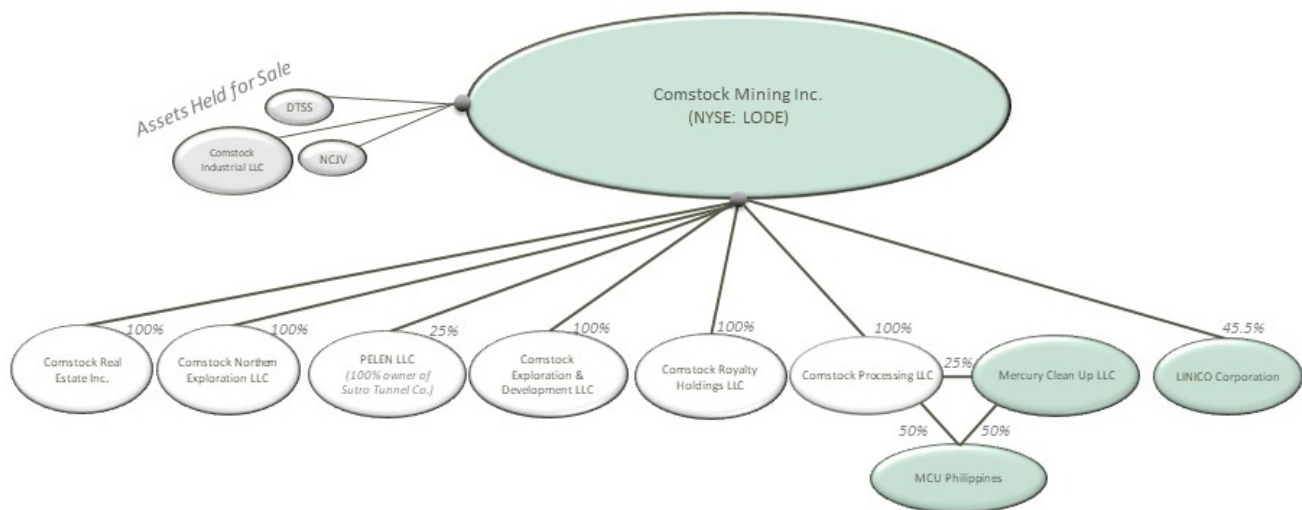 Assets Held for Sale
DTSS
Comstock
Industrial LLC
NCJV
Comstock Mining Inc.
(NYSE: LODE)
100%
100%
25%
100%
100%
100%
45.5%
Comstock Real
Estate Inc.
Comstock Northern
Exploration LLC
PELEN LLC
(100% owner of
Sutro Tunnel Co.)
Comstock
Exploration &
Development LLC
Comstock Royalty
Holdings LLC
Comstock Processing LLC
25%
Mercury Clean Up LLC
LINICO Corporation
50%
50%
MCU Philippines